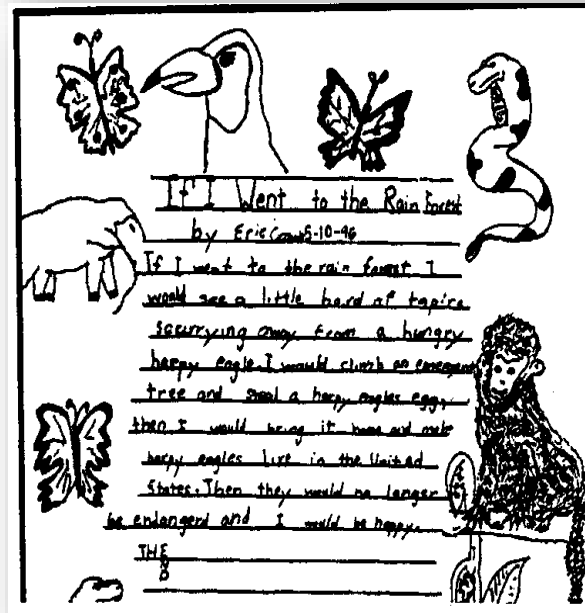 If I Went to the Rain Forest
by Eric 5-10-96
If I went to the rain forest I
would see a little herd of tapirs
scurrying away from a hungry
harpy eagle. I would climb an emergent
tree and steal a harpy eagles egg,
then I would bring it home and make
harpy eagles live in the United
States. Then they would no longer
be endangerd and I would be happy.
THE